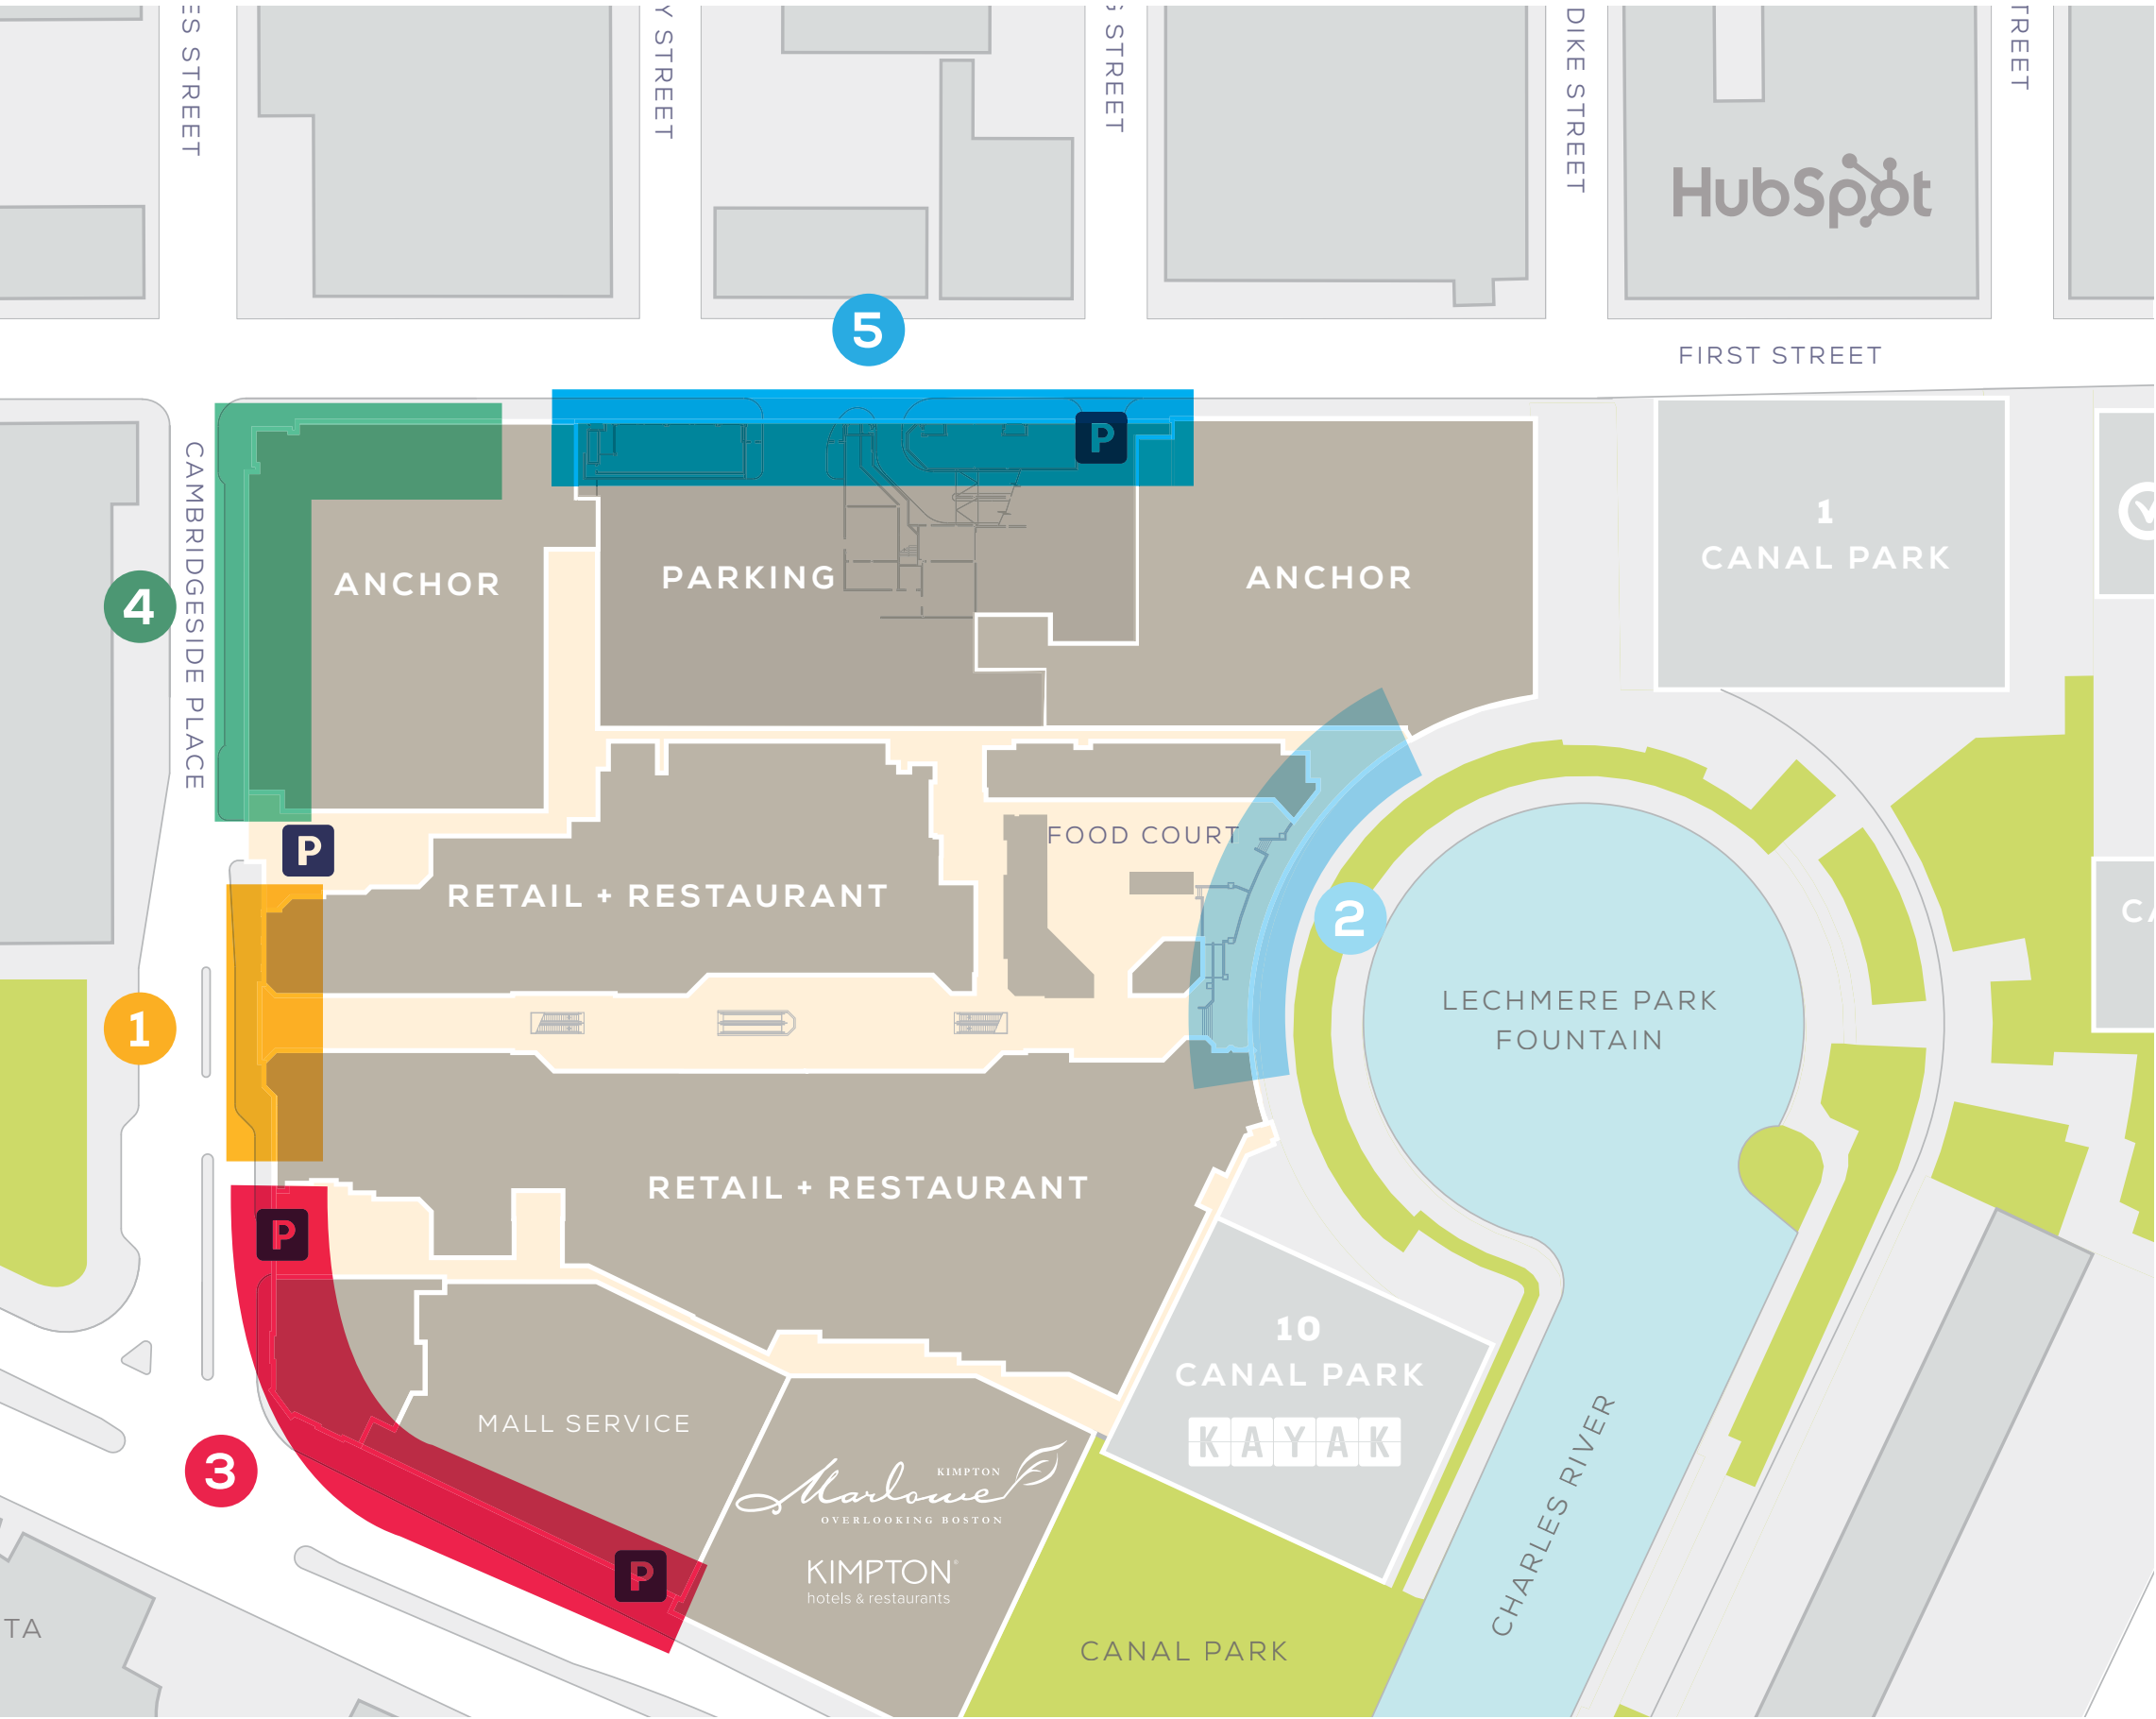 STREET
STREET
STREET
DIKE STREET
TREET
HubSpot
5
FIRST STREET
P
CAMBRIDGESIDE PLACE
4
ANCHOR
PARKING
ANCHOR
1
CANAL PARK
P
FOOD COURT
RETAIL + RESTAURANT
2
CA
1
LECHMERE PARK
FOUNTAIN
RETAIL + RESTAURANT
P
10
CANAL PARK
KAYAK
MALL SERVICE
3
KIMPTON
Marlowe
OVERLOOKING BOSTON
P
KIMPTON®
hotels & restaurants
CHARLES RIVER
TA
CANAL PARK